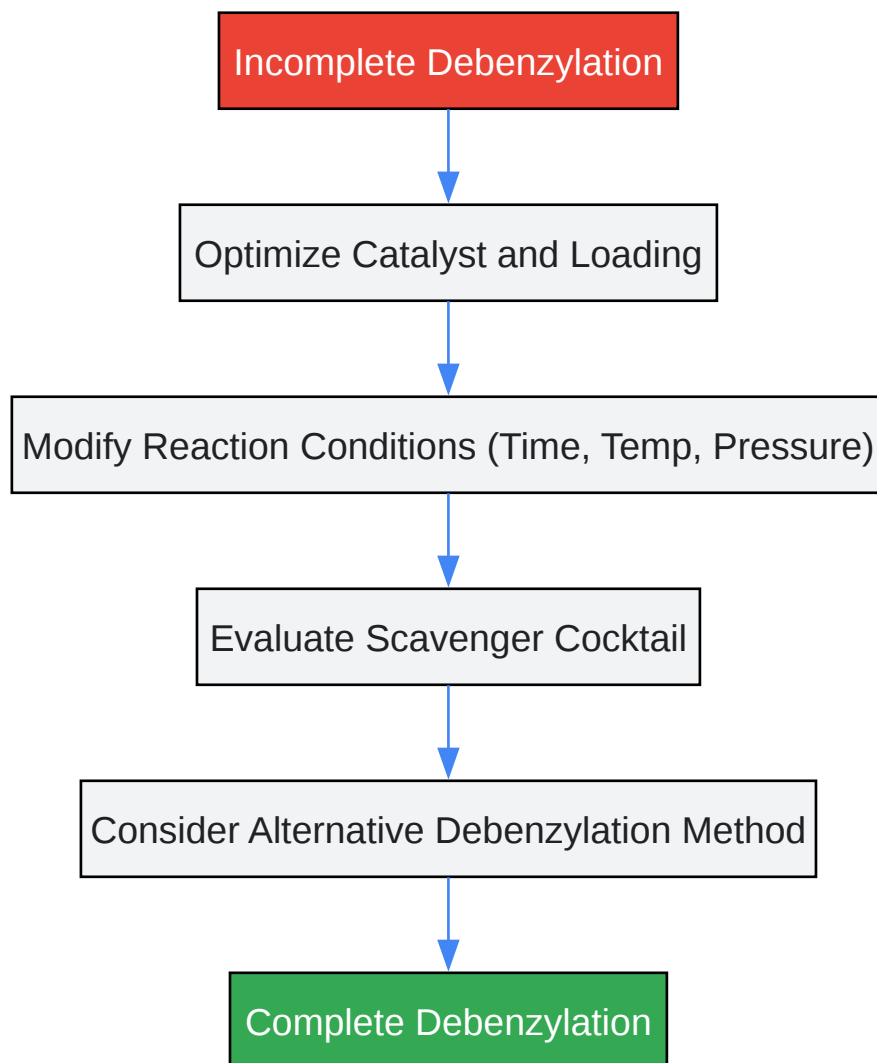 Incomplete Debenzylation
Optimize Catalyst and Loading
Modify Reaction Conditions (Time, Temp, Pressure)
Evaluate Scavenger Cocktail
Consider Alternative Debenzylation Method
Complete Debenzylation